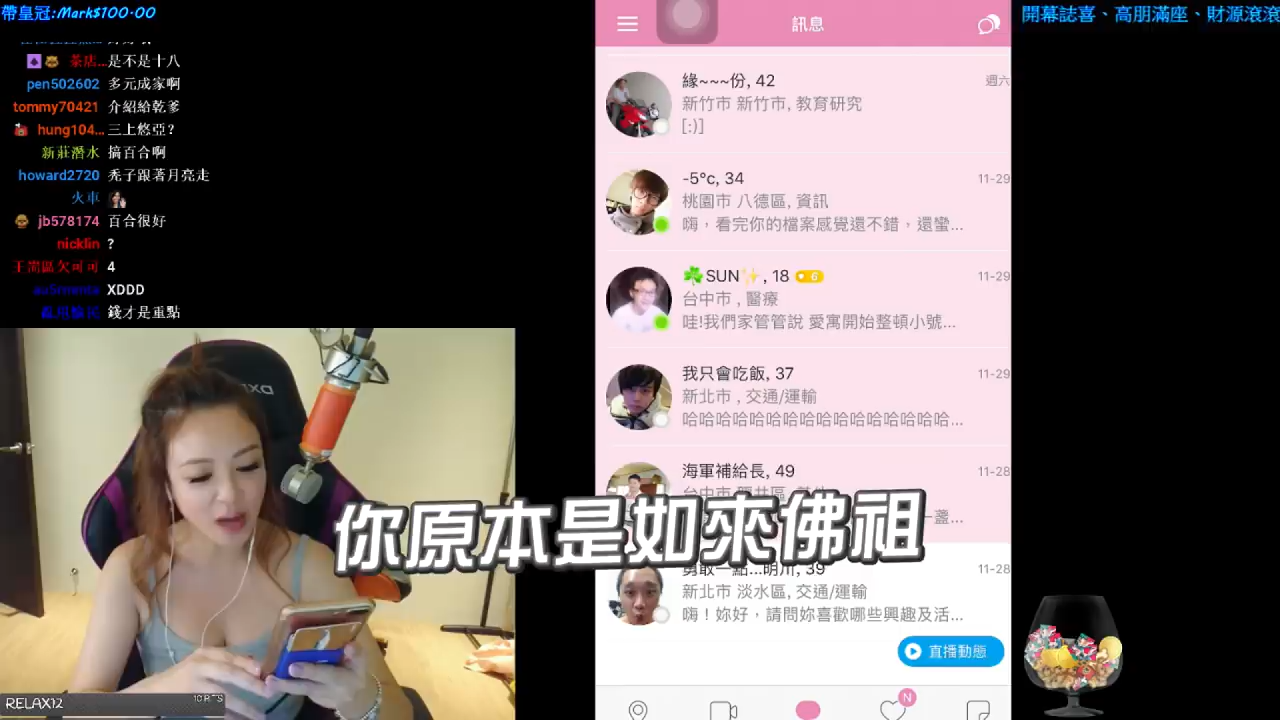 帶皇冠:Mark$100.00
茶店... 是不是十八
pen502602 多元成家啊
tommy70421 介紹給乾爹
hung104... 三上悠亞?
新莊潛水 搞百合啊
howard2720 禿子跟著月亮走
火車
jb578174 百合很好
nicklin ?
4
XDDD
錢才是重點
訊息
緣~~~份, 42
週六
新竹市 新竹市, 教育研究
[:)]
-5°c, 34
11-29
桃園市 八德區, 資訊
嗨，看完你的檔案感覺還不錯，還蠻...
🍀SUN✨, 18
6
11-29
台中市 , 醫療
哇!我們家管管說 愛寓開始整頓小號...
我只會吃飯, 37
11-29
新北市 , 交通/運輸
哈哈哈哈哈哈哈哈哈哈哈哈哈哈哈哈...
海軍補給長, 49
11-28
11-28
新北市 淡水區, 交通/運輸
嗨！妳好，請問妳喜歡哪些興趣及活...
直播動態
N
開幕誌喜、高朋滿座、財源滾滾
你原本是如來佛祖
RELAX12